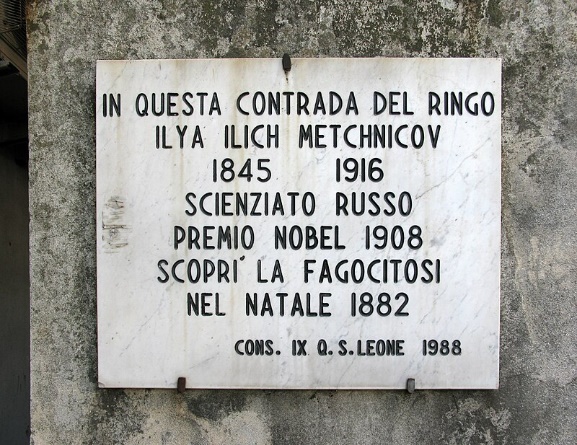 IN QUESTA CONTRADA DEL RINGO
ILYA ILICH METCHNICOV
1845 1916
SCIENZIATO RUSSO
PREMIO NOBEL 1908
SCOPRI' LA FAGOCITOSI
NEL NATALE 1882
CONS. IX Q. S. LEONE 1988